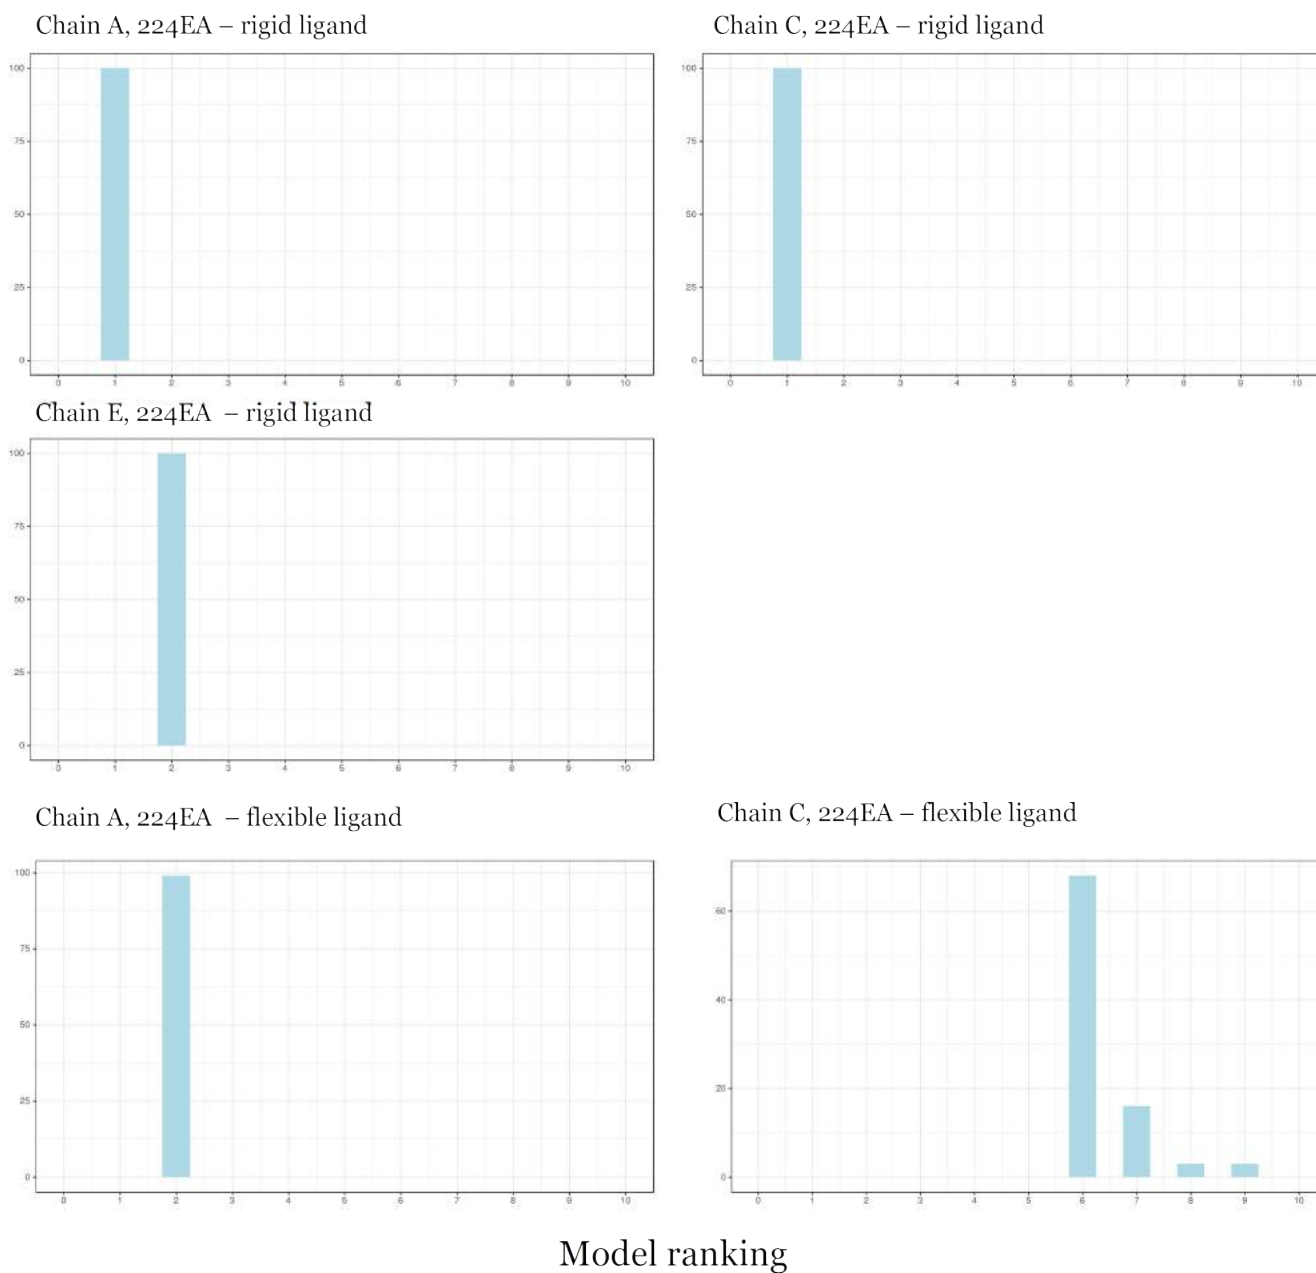 Chain A, 224EA – rigid ligand
Chain C, 224EA – rigid ligand
100
75
50
25
0
0 1 2 3 4 5 6 7 8 9 10
100
75
50
25
0
0 1 2 3 4 5 6 7 8 9 10
Chain E, 224EA – rigid ligand
100
75
50
25
0
0 1 2 3 4 5 6 7 8 9 10
Chain A, 224EA – flexible ligand
Chain C, 224EA – flexible ligand
100
75
50
25
0
0 1 2 3 4 5 6 7 8 9 10
60
40
20
0
0 1 2 3 4 5 6 7 8 9 10
Model ranking